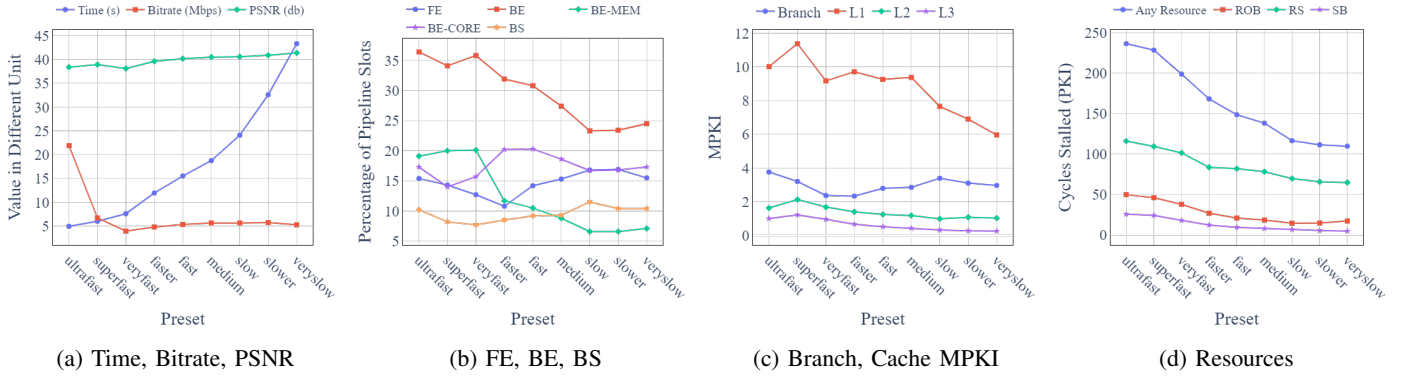 Time (s) Bitrate (Mbps) PSNR (db)
Value in Different Unit
45
40
35
30
25
20
15
10
5
ultrafast
superfast
veryfast
faster
fast
medium
slow
slower
veryslow
Preset
(a) Time, Bitrate, PSNR
FE BE BE-MEM
BE-CORE BS
Percentage of Pipeline Slots
35
30
25
20
15
10
5
ultrafast
superfast
veryfast
faster
fast
medium
slow
slower
veryslow
Preset
(b) FE, BE, BS
Branch L1 L2 L3
MPKI
12
10
8
6
4
2
0
ultrafast
superfast
veryfast
faster
fast
medium
slow
slower
veryslow
Preset
(c) Branch, Cache MPKI
Any Resource ROB RS SB
Cycles Stalled (PKI)
250
200
150
100
50
0
ultrafast
superfast
veryfast
faster
fast
medium
slow
slower
veryslow
Preset
(d) Resources